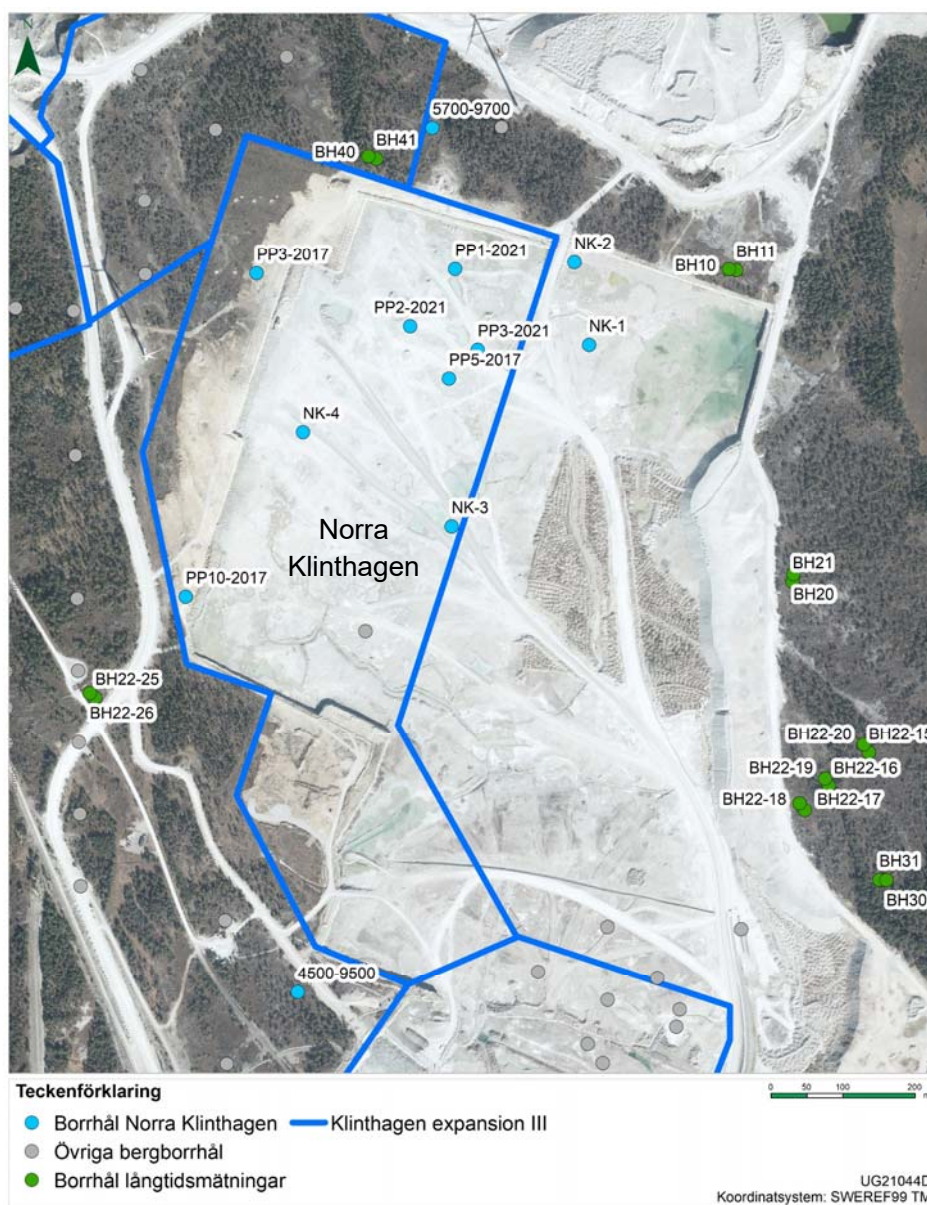 N
5700-9700
BH40
BH41
PP3-2017
PP1-2021
NK-2
BH10
BH11
PP2-2021
PP3-2021
NK-1
PP5-2017
NK-4
NK-3
Norra
Klinthagen
BH21
BH20
PP10-2017
BH22-25
BH22-26
BH22-20
BH22-15
BH22-19
BH22-16
BH22-18
BH22-17
BH31
BH30
4500-9500
Teckenförklaring
0 50 100 200
Borrhål Norra Klinthagen
Klinthagen expansion III
Övriga bergborrhål
Borrhål långtidsmätningar
UG21044D
Koordinatsystem: SWEREF99 TM